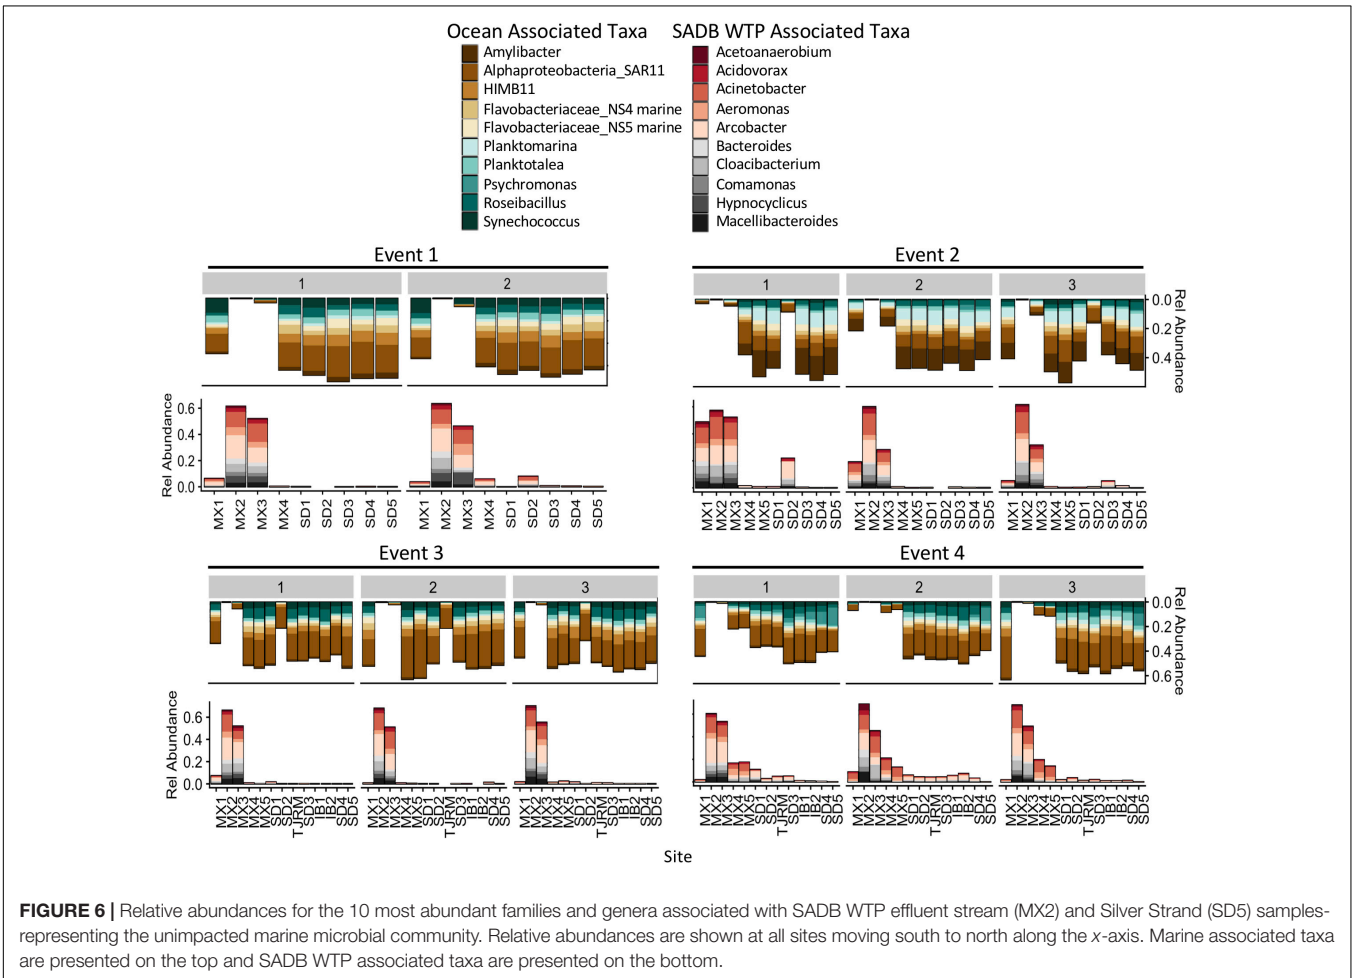 Ocean Associated Taxa SADB WTP Associated Taxa
Amylibacter Acetoanaerobium
Alphaproteobacteria_SAR11 Acidovorax
HIMB11 Acinetobacter
Flavobacteriaceae_NS4 marine Aeromonas
Flavobacteriaceae_NS5 marine Arcobacter
Planktomarina Bacteroides
Planktotalea Cloacibacterium
Psychromonas Comamonas
Roseibacillus Hypnocyclicus
Synechococcus Macellibacteroides
Event 1 Event 2
1 2 1 2 3
0.0
0.2
0.4
Rel Abundance
0.6
0.4
0.2
0.0
Rel Abundance
MX1 MX2 MX3 MX4 SD1 SD2 SD3 SD4 SD5 MX1 MX2 MX3 MX4 SD1 SD2 SD3 SD4 SD5 MX1 MX2 MX3 MX4 MX5 SD1 SD2 SD3 SD4 SD5 MX1 MX2 MX3 MX4 MX5 SD1 SD2 SD3 SD4 SD5 MX1 MX2 MX3 MX4 MX5 SD1 SD2 SD3 SD4 SD5
Event 3 Event 4
1 2 3 1 2 3
0.0
0.2
0.4
0.6
Rel Abundance
0.6
0.4
0.2
0.0
Rel Abundance
MX1 MX2 MX3 MX4 MX5 SD1 SD2 TJRM SD3 IB1 IB2 SD4 SD5 MX1 MX2 MX3 MX4 SD1 SD2 TJRM SD3 IB1 IB2 SD4 SD5 MX1 MX2 MX3 MX4 MX5 SD1 SD2 TJRM SD3 IB1 IB2 SD4 SD5 MX1 MX2 MX3 MX4 MX5 SD1 SD2 TJRM SD3 IB1 IB2 SD4 SD5 MX1 MX2 MX3 MX4 MX5 SD1 SD2 TJRM SD3 IB1 IB2 SD4 SD5 MX1 MX2 MX3 MX4 MX5 SD1 SD2 TJRM SD3 IB1 IB2 SD4 SD5
Site
FIGURE 6 | Relative abundances for the 10 most abundant families and genera associated with SADB WTP effluent stream (MX2) and Silver Strand (SD5) samples-
representing the unimpacted marine microbial community. Relative abundances are shown at all sites moving south to north along the x-axis. Marine associated taxa
are presented on the top and SADB WTP associated taxa are presented on the bottom.